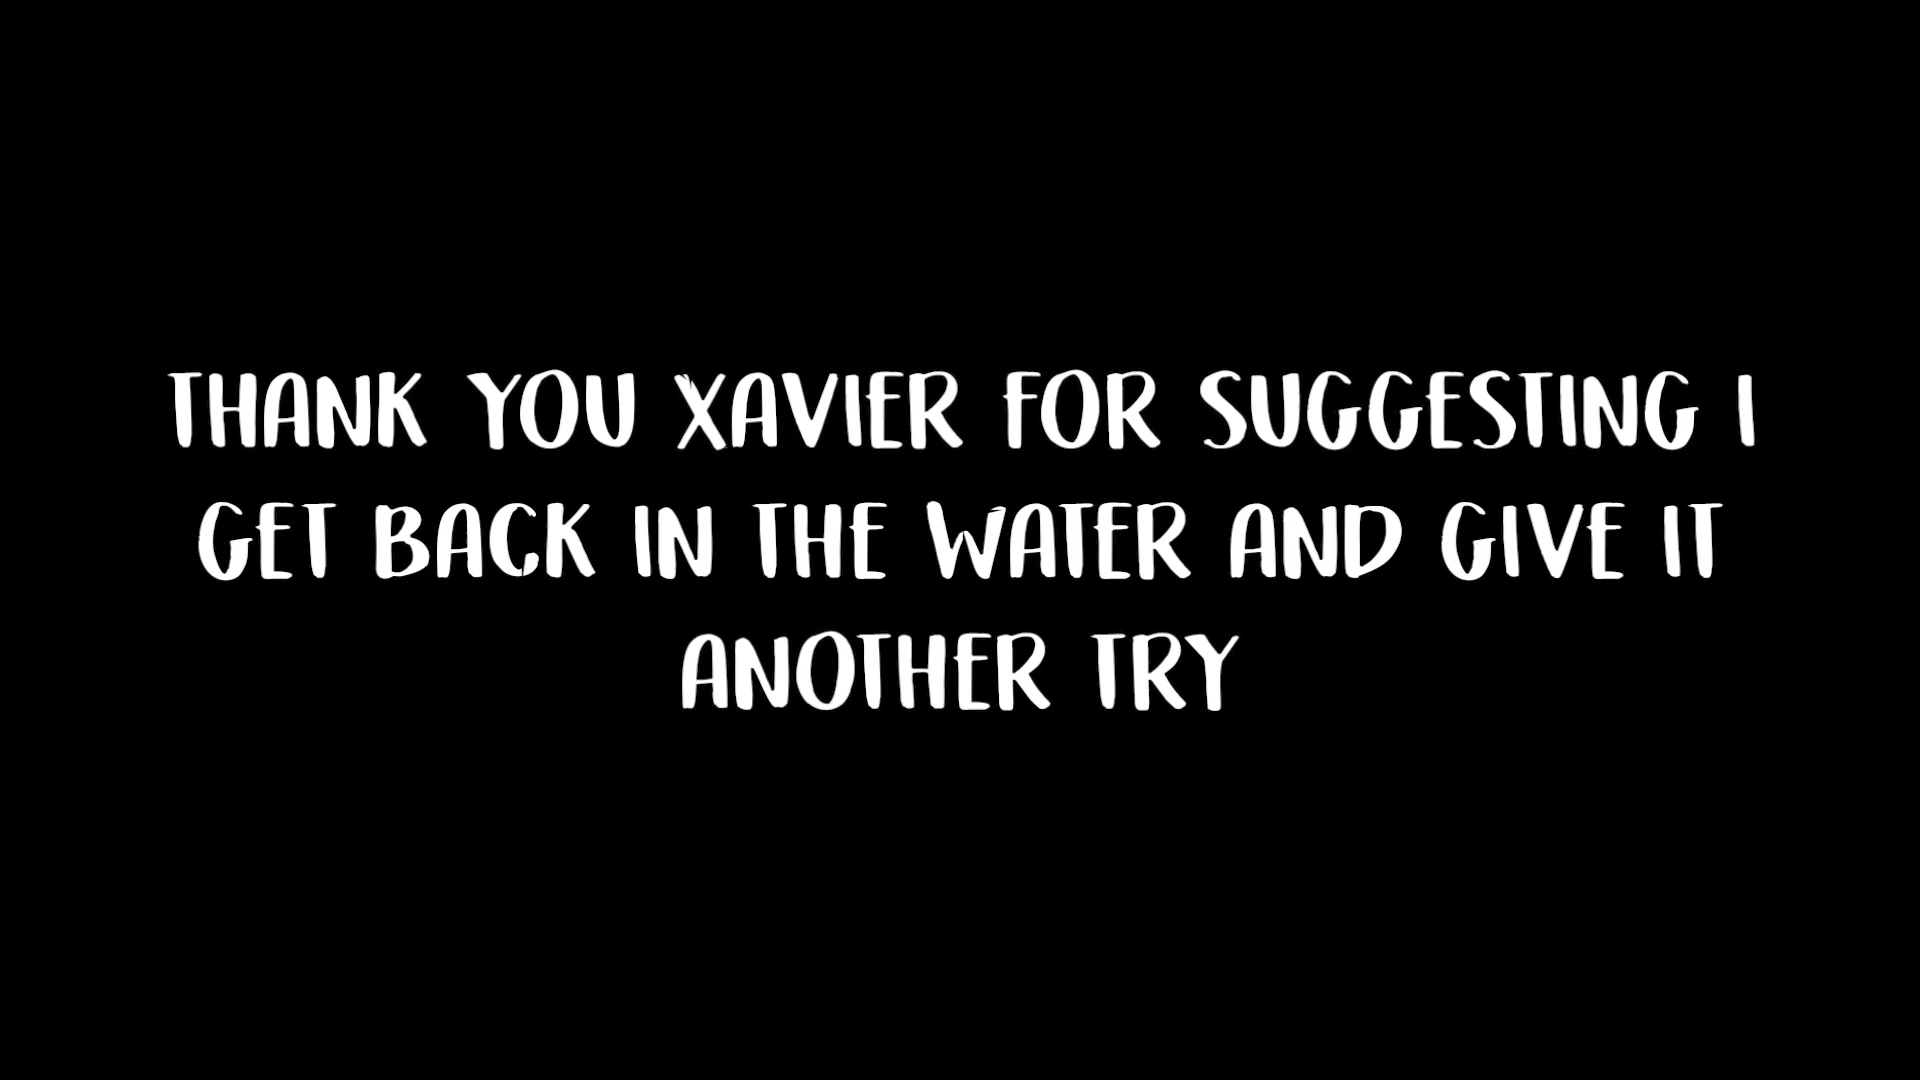 THANK YOU XAVIER FOR SUGGESTING I
GET BACK IN THE WATER AND GIVE IT
ANOTHER TRY